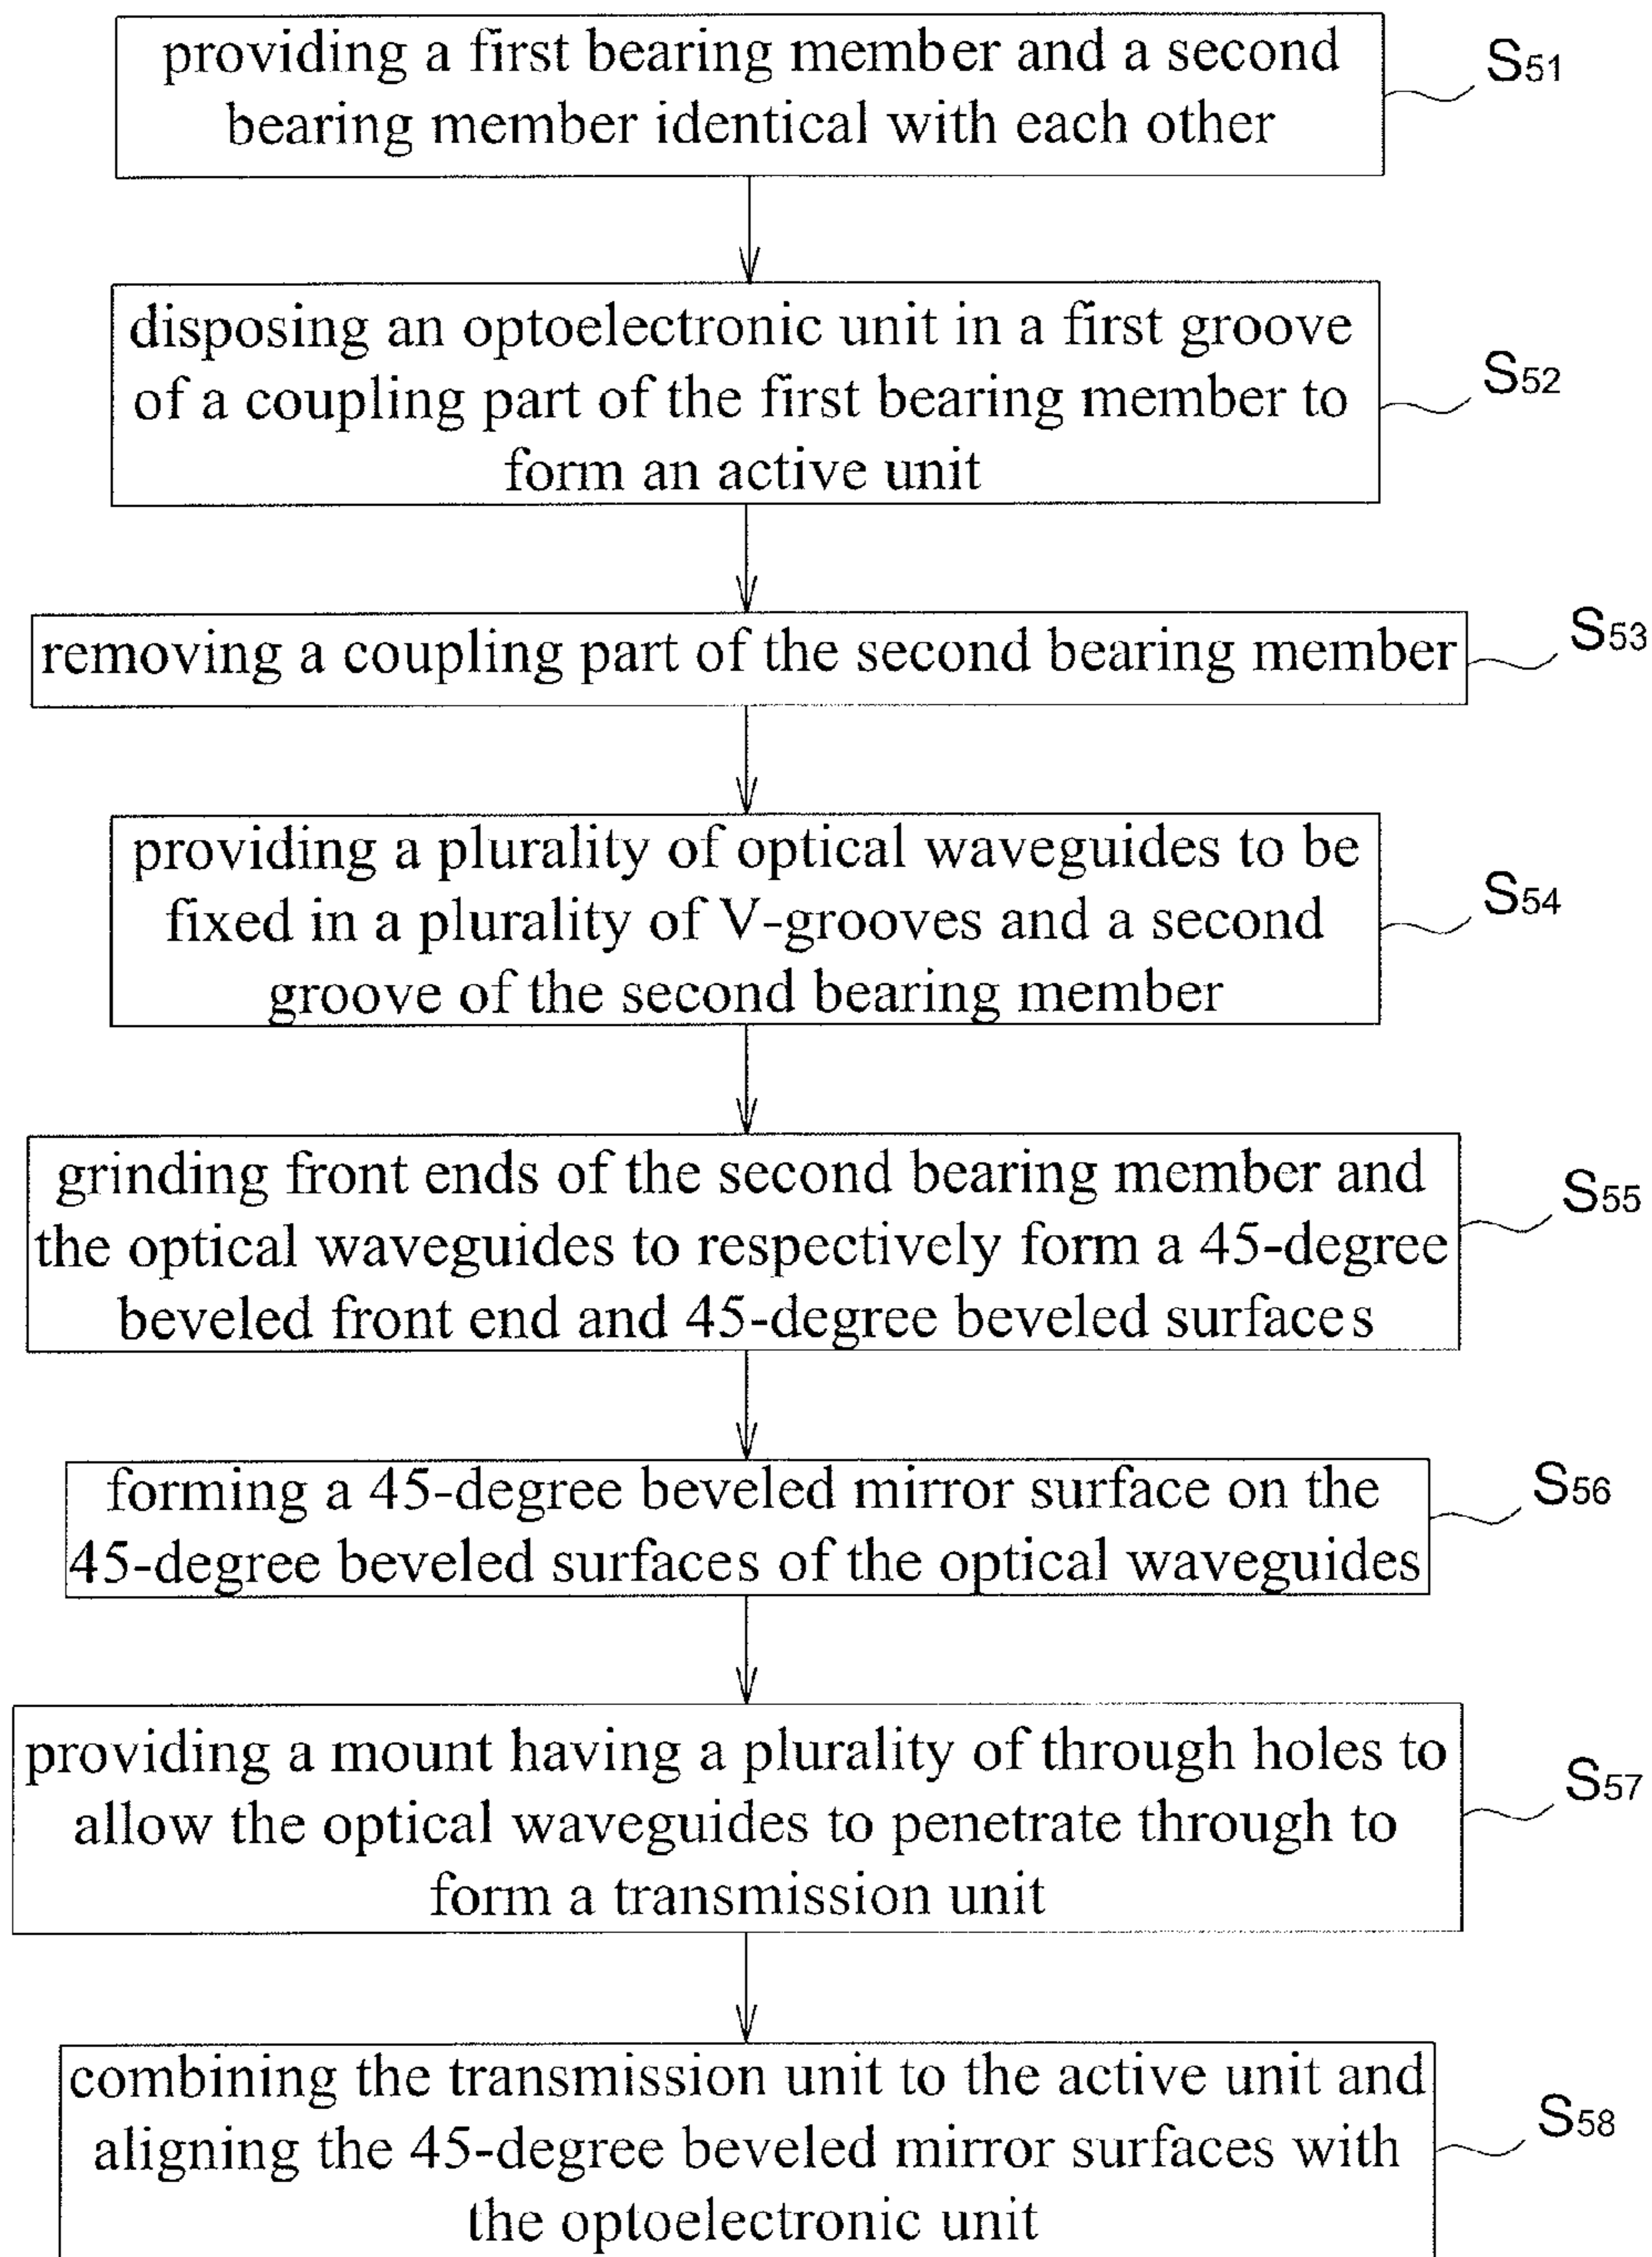 providing a first bearing member and a second
bearing member identical with each other
S51
disposing an optoelectronic unit in a first groove
of a coupling part of the first bearing member to
form an active unit
S52
removing a coupling part of the second bearing member
S53
providing a plurality of optical waveguides to be
fixed in a plurality of V-grooves and a second
groove of the second bearing member
S54
grinding front ends of the second bearing member and
the optical waveguides to respectively form a 45-degree
beveled front end and 45-degree beveled surfaces
S55
forming a 45-degree beveled mirror surface on the
45-degree beveled surfaces of the optical waveguides
S56
providing a mount having a plurality of through holes to
allow the optical waveguides to penetrate through to
form a transmission unit
S57
combining the transmission unit to the active unit and
aligning the 45-degree beveled mirror surfaces with
the optoelectronic unit
S58